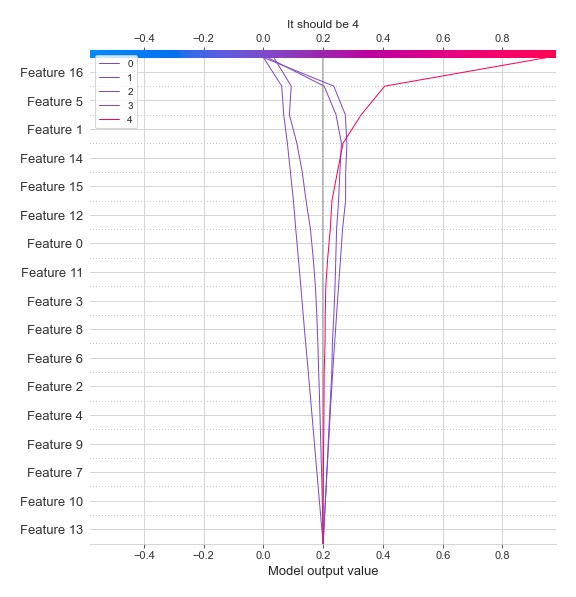 It should be 4
−0.4 −0.2 0.0 0.2 0.4 0.6 0.8
0
1
2
3
4
Feature 16
Feature 5
Feature 1
Feature 14
Feature 15
Feature 12
Feature 0
Feature 11
Feature 3
Feature 8
Feature 6
Feature 2
Feature 4
Feature 9
Feature 7
Feature 10
Feature 13
−0.4 −0.2 0.0 0.2 0.4 0.6 0.8
Model output value